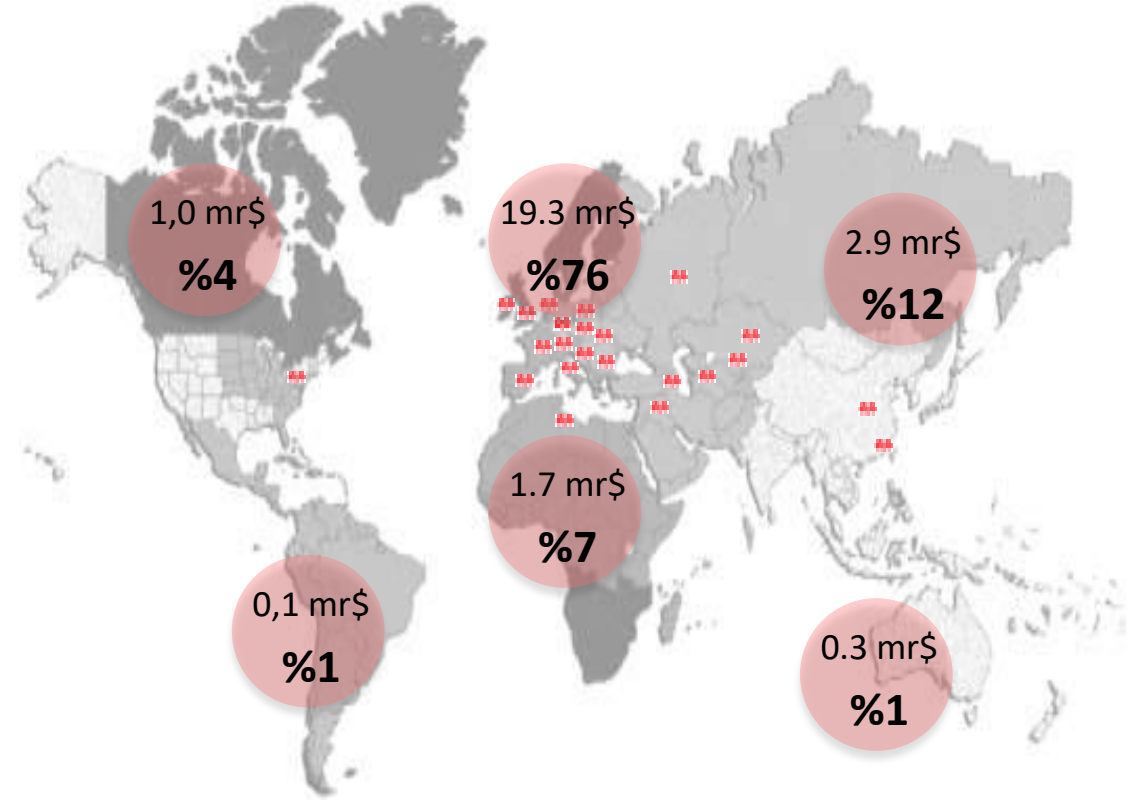 1,0 mr$
%4
19.3 mr$
%76
2.9 mr$
%12
1.7 mr$
%7
0,1 mr$
%1
0.3 mr$
%1